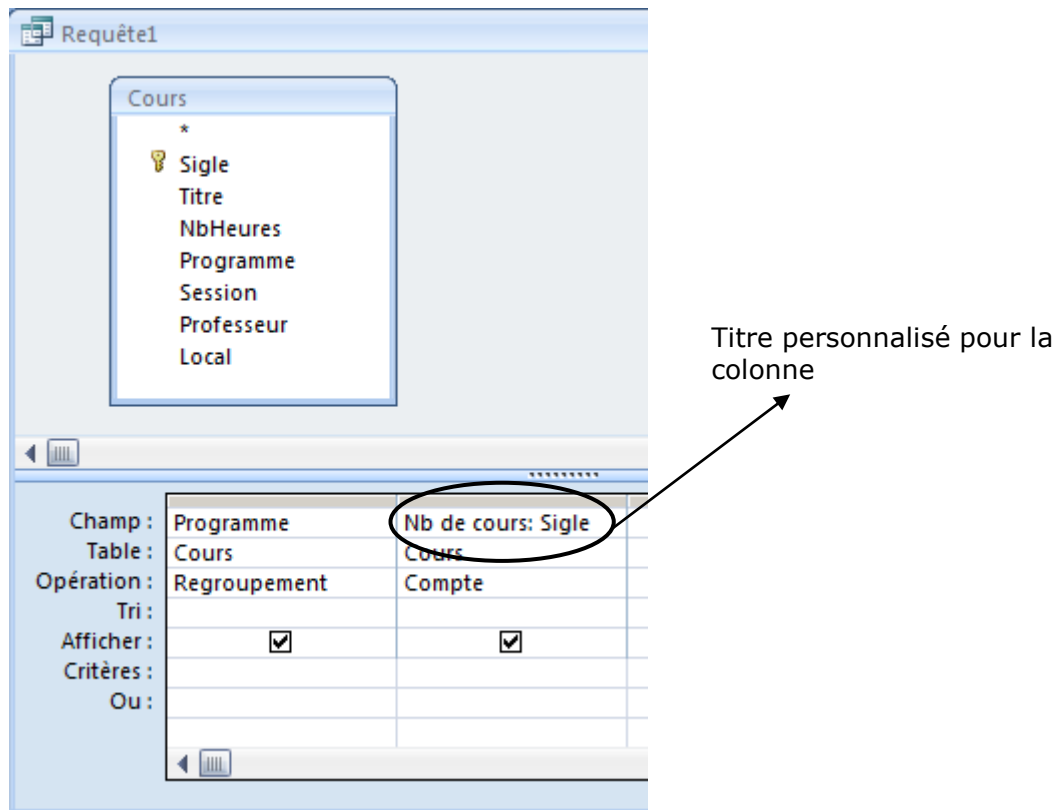 Requête1
Cours
*
Sigle
Titre
NbHeures
Programme
Session
Professeur
Local
Titre personnalisé pour la
colonne
Champ : Programme Nb de cours: Sigle
Table : Cours Cours
Opération : Regroupement Compte
Tri :
Afficher :
Critères :
Ou :